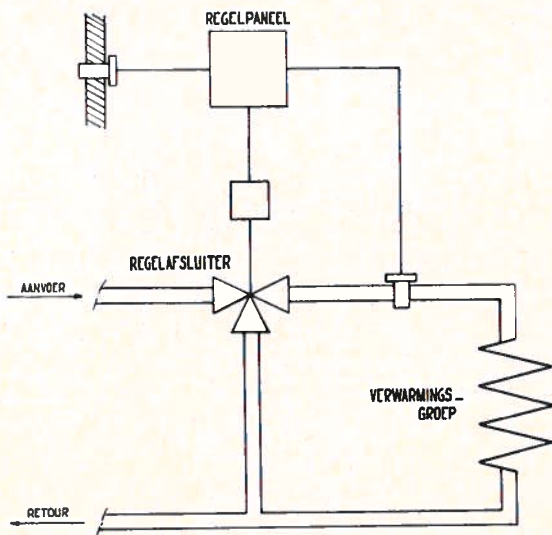 REGELPANEEL
REGELAFSLUITER
AANVOER
VERWARMINGS_
GROEP
RETOUR